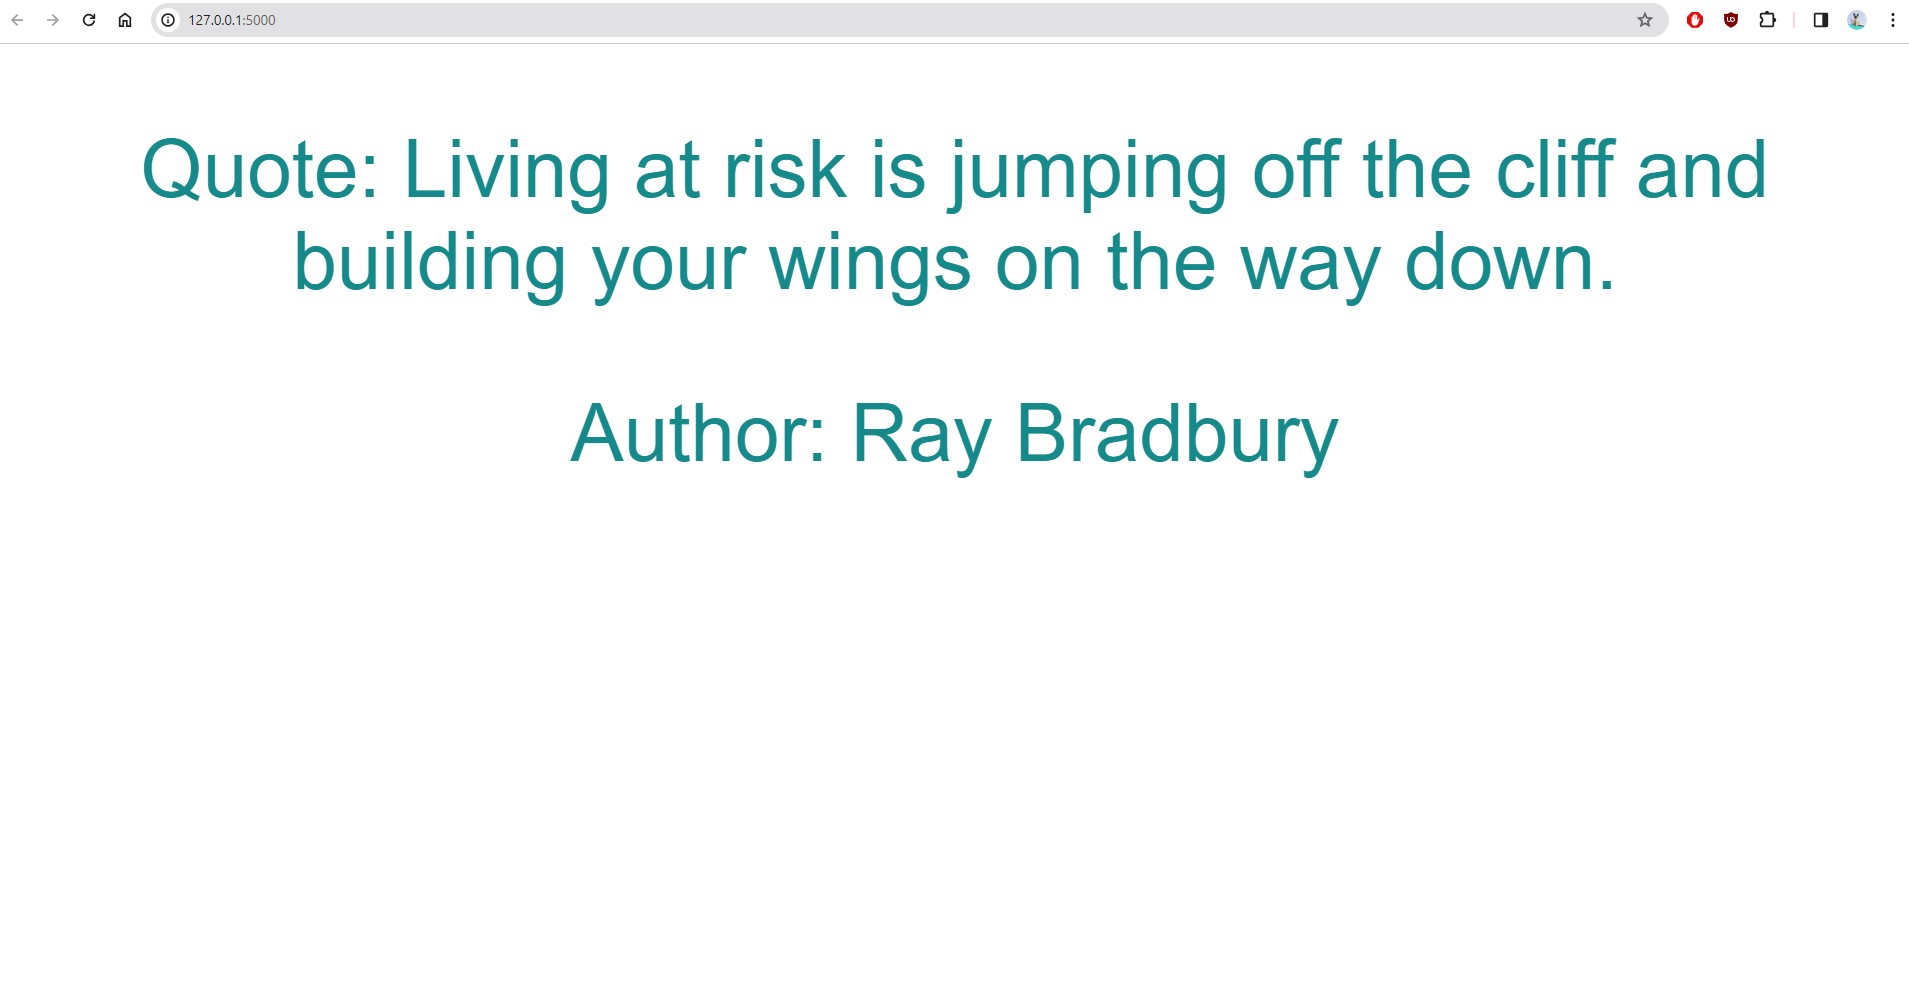 127.0.0.1:5000
Quote: Living at risk is jumping off the cliff and
building your wings on the way down.
Author: Ray Bradbury